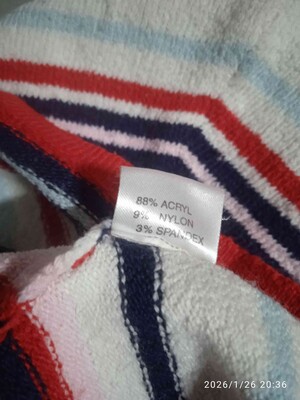 88% ACRYL
9% NYLON
3% SPANDEX
2026/1/26 20:36